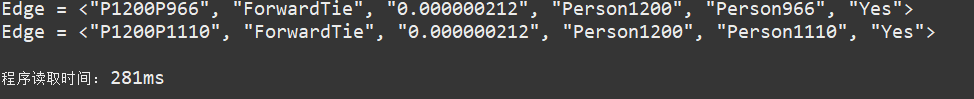 Edge = <"P1200P966", "ForwardTie", "0.000000212", "Person1200", "Person966", "Yes">
Edge = <"P1200P1110", "ForwardTie", "0.000000212", "Person1200", "Person1110", "Yes">
程序读取时间：281ms